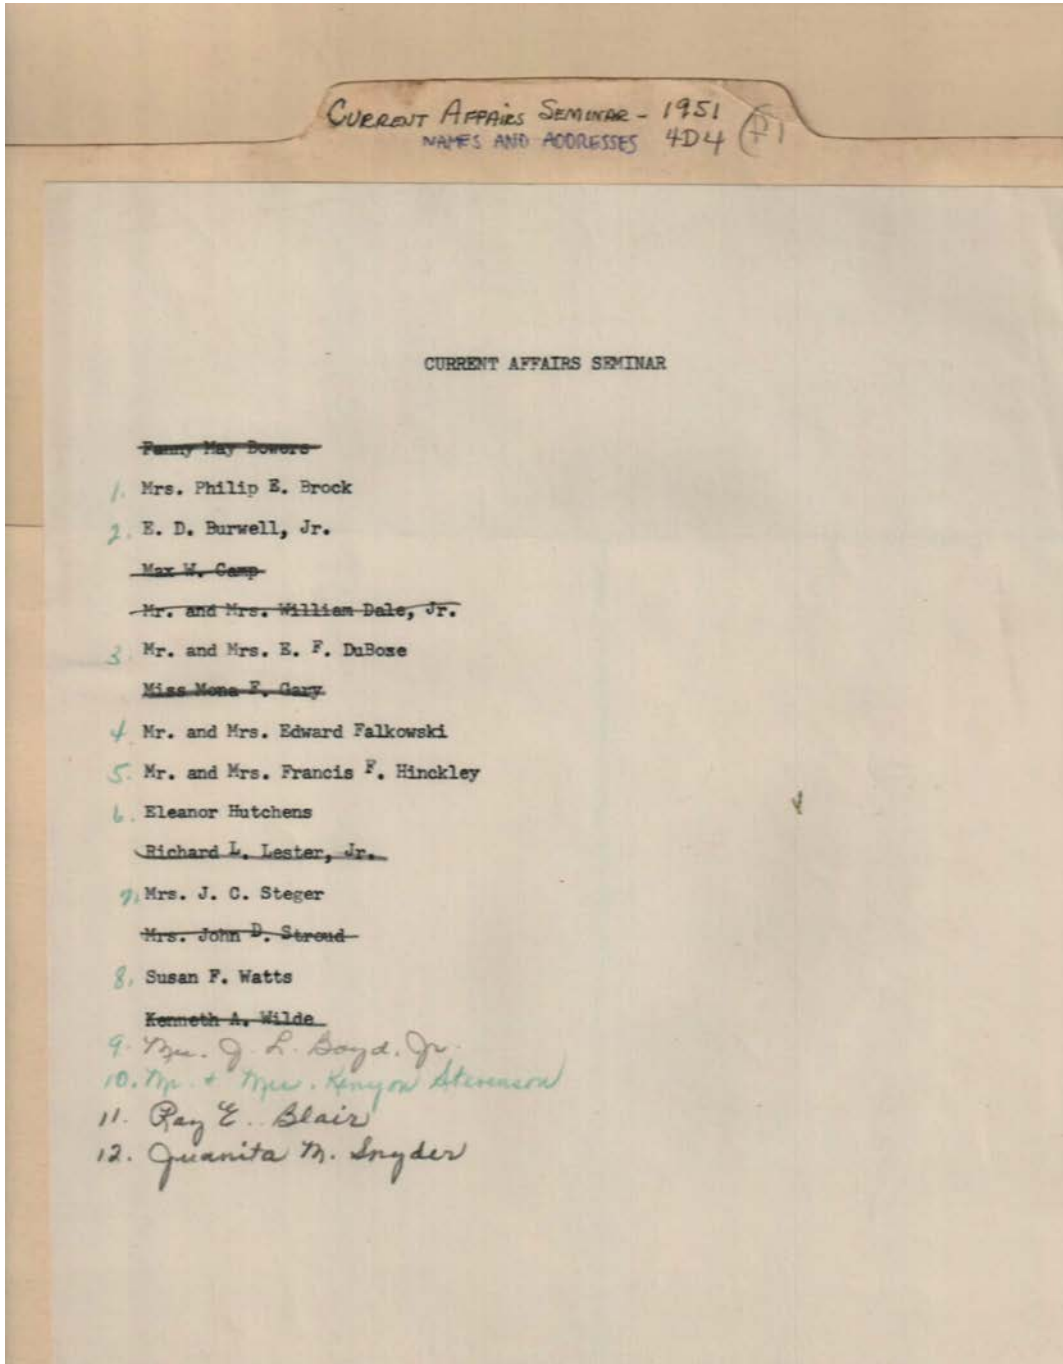 CURRENT AFFAIRS SEMINAR - 1951
NAMES AND ADDRESSES 4D4
CURRENT AFFAIRS SEMINAR
Fanny May Bowers
1. Mrs. Philip E. Brock
2. E. D. Burwell, Jr.
Max W. Camp
Mr. and Mrs. William Dale, Jr.
3. Mr. and Mrs. E. F. DuBose
Miss Mona F. Gary
4. Mr. and Mrs. Edward Falkowski
5. Mr. and Mrs. Francis F. Hinckley
6. Eleanor Hutchens
Richard L. Lester, Jr.
7. Mrs. J. C. Steger
Mrs. John D. Stroud
8. Susan F. Watts
Kenneth A. Wilde
9. Mrs. J. L. Boyd, Jr.
10. Mr. + Mrs. Kenyon Stevenson
11. Ray E. Blair
12. Juanita M. Snyder